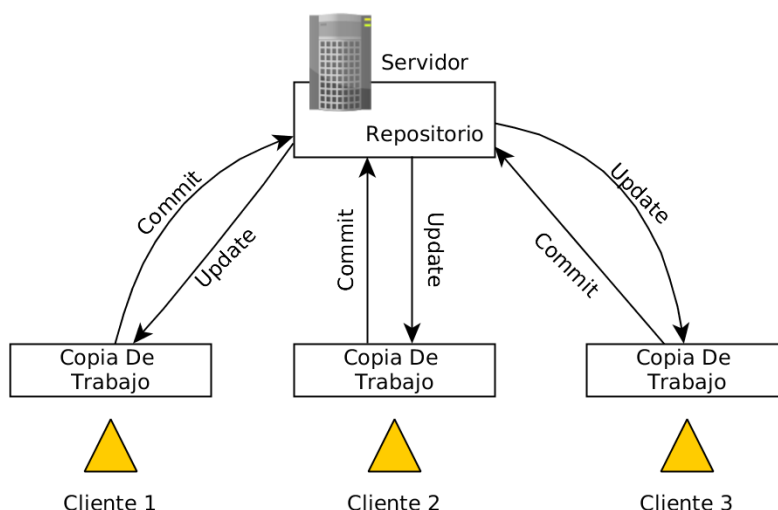 Servidor
Repositorio
Commit
Update
Commit
Update
Commit
Update
Copia De
Trabajo
Copia De
Trabajo
Copia De
Trabajo
Cliente 1
Cliente 2
Cliente 3